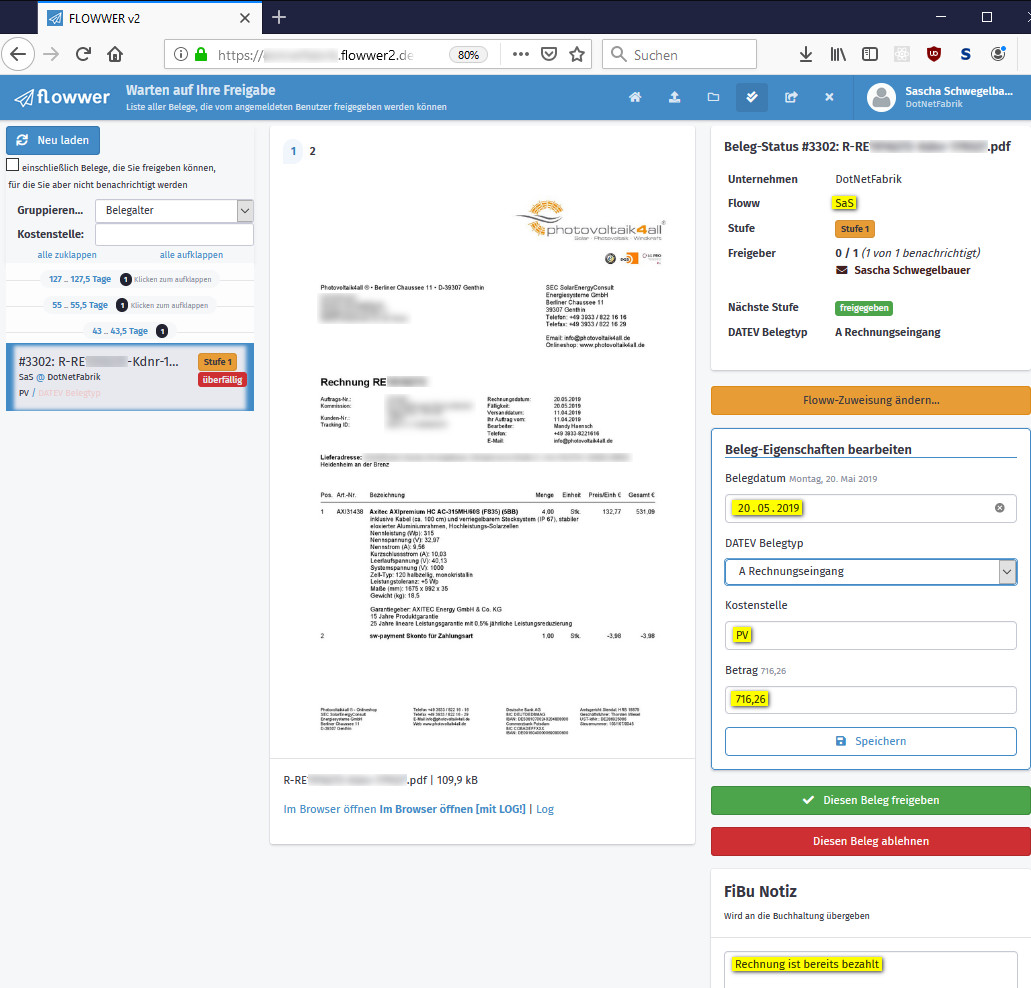 FLOWWER v2
https:// .flowwer2.de
80%
Suchen
flowwer
Warten auf Ihre Freigabe
Liste aller Belege, die vom angemeldeten Benutzer freigegeben werden können
Sascha Schwegelba...
DotNetFabrik
Neu laden
einschließlich Belege, die Sie freigeben können,
für die Sie aber nicht benachrichtigt werden
Gruppieren... Belegalter
Kostenstelle:
alle zuklappen alle aufklappen
127 .. 127,5 Tage 1 Klicken zum aufklappen
55 .. 55,5 Tage 1 Klicken zum aufklappen
43 .. 43,5 Tage 1
#3302: R-RE -Kdnr-1... Stufe 1
SaS @ DotNetFabrik überfällig
PV / DATEV Belegtyp
1 2
photovoltaik4all
Solar · Photovoltaik · Windkraft
Photovoltaik4all ® • Berliner Chaussee 11 • D-39307 Genthin
SEC SolarEnergyConsult
Energiesysteme GmbH
Berliner Chaussee 11
39307 Genthin
Telefon: +49 3933 / 822 16 16
Telefax: +49 3933 / 822 16 29
Email: info@photovoltaik4all.de
Onlineshop: www.photovoltaik4all.de
Rechnung RE
Auftrags-Nr.:
Kommission:
Kunden-Nr.:
Tracking ID:
Rechnungsdatum: 20.05.2019
Fälligkeit: 20.05.2019
Versanddatum: 11.04.2019
Ihr Auftrag vom: 11.04.2019
Bearbeiter: Mandy Hannsch
Telefon: +49 3933-8221616
E-Mail: info@photovoltaik4all.de
Lieferadresse:
Heidenheim an der Brenz
Pos. Art.-Nr. Bezeichnung Menge Einheit Preis/Einh € Gesamt €
1 AXI31438 Axitec AXIpremium HC AC-315MH/60S (FS35) (5BB) 4,00 Stk. 132,77 531,09
inklusive Kabel (ca. 100 cm) und verriegelbarem Stecksystem (IP 67), stabiler
eloxierter Aluminiumrahmen, Hochleistungs-Solarzellen
Nennleistung (Wp): 315
Nennspannung (V): 32,97
Nennstrom (A): 9,56
Kurzschlussstrom (A): 10,03
Leerlaufspannung (V): 40,13
Systemspannung (V): 1000
Zell-Typ: 120 halbzellig, monokristallin
Leistungstoleranz: +5 Wp
Maße (mm): 1675 x 992 x 35
Gewicht (kg): 18,5
Garantiegeber: AXITEC Energy GmbH & Co. KG
15 Jahre Produktgarantie
25 Jahre lineare Leistungsgarantie mit 0,5% jährliche Leistungsreduzierung
2 sw-payment Skonto für Zahlungsart 1,00 Stk. -3,98 -3,98
R-RE .pdf | 109,9 kB
Im Browser öffnen Im Browser öffnen [mit LOG!] | Log
Beleg-Status #3302: R-RE .pdf
Unternehmen DotNetFabrik
Floww SaS
Stufe Stufe 1
Freigeber 0 / 1 (1 von 1 benachrichtigt)
Sascha Schwegelbauer
Nächste Stufe freigegeben
DATEV Belegtyp A Rechnungseingang
Floww-Zuweisung ändern...
Beleg-Eigenschaften bearbeiten
Belegdatum Montag, 20. Mai 2019
20.05.2019
DATEV Belegtyp
A Rechnungseingang
Kostenstelle
PV
Betrag 716,26
716,26
Speichern
Diesen Beleg freigeben
Diesen Beleg ablehnen
FiBu Notiz
Wird an die Buchhaltung übergeben
Rechnung ist bereits bezahlt